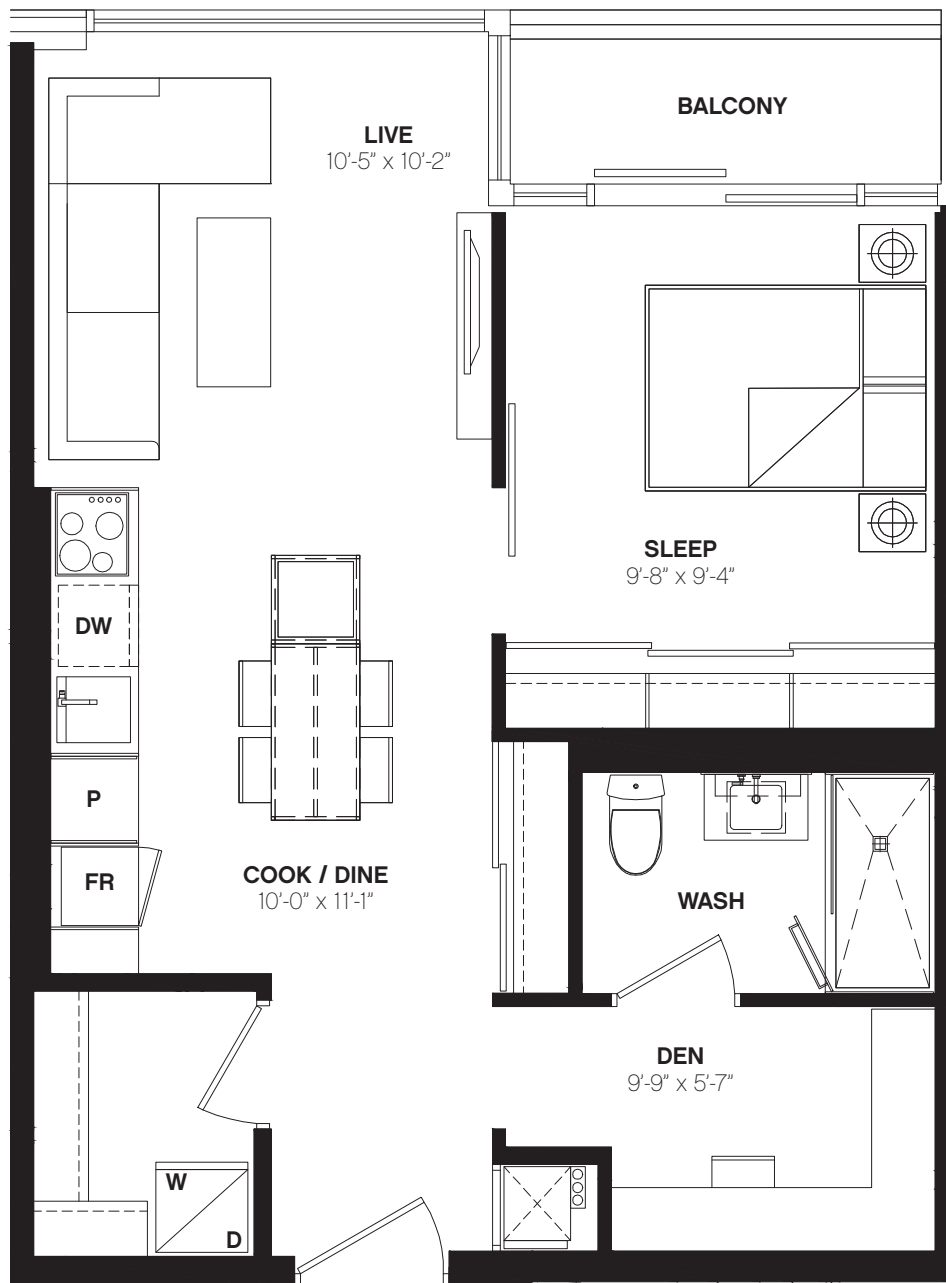 BALCONY
LIVE
10'-5" x 10'-2"
SLEEP
9'-8" x 9'-4"
DW
P
FR
COOK / DINE
10'-0" x 11'-1"
WASH
DEN
9'-9" x 5'-7"
W
D